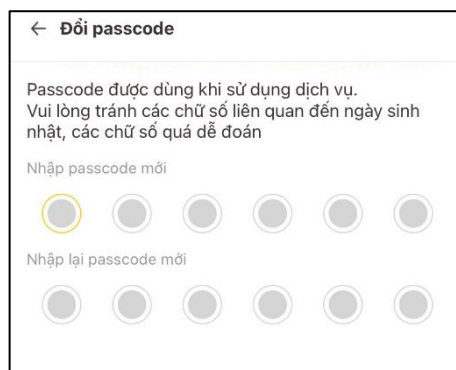 ← Đổi passcode
Passcode được dùng khi sử dụng dịch vụ.
Vui lòng tránh các chữ số liên quan đến ngày sinh
nhật, các chữ số quá dễ đoán
Nhập passcode mới
Nhập lại passcode mới